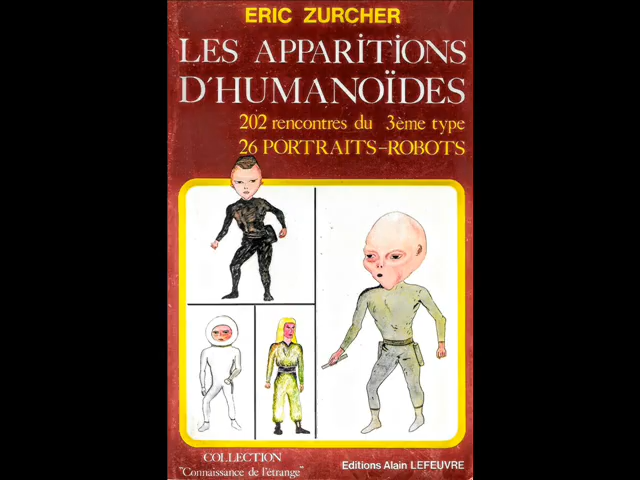 ERIC ZURCHER
LES APPARITIONS
D'HUMANOÏDES
202 rencontres du 3ème type
26 PORTRAITS-ROBOTS
COLLECTION
"Connaissance de l'étrange"
Editions Alain LEFEUVRE